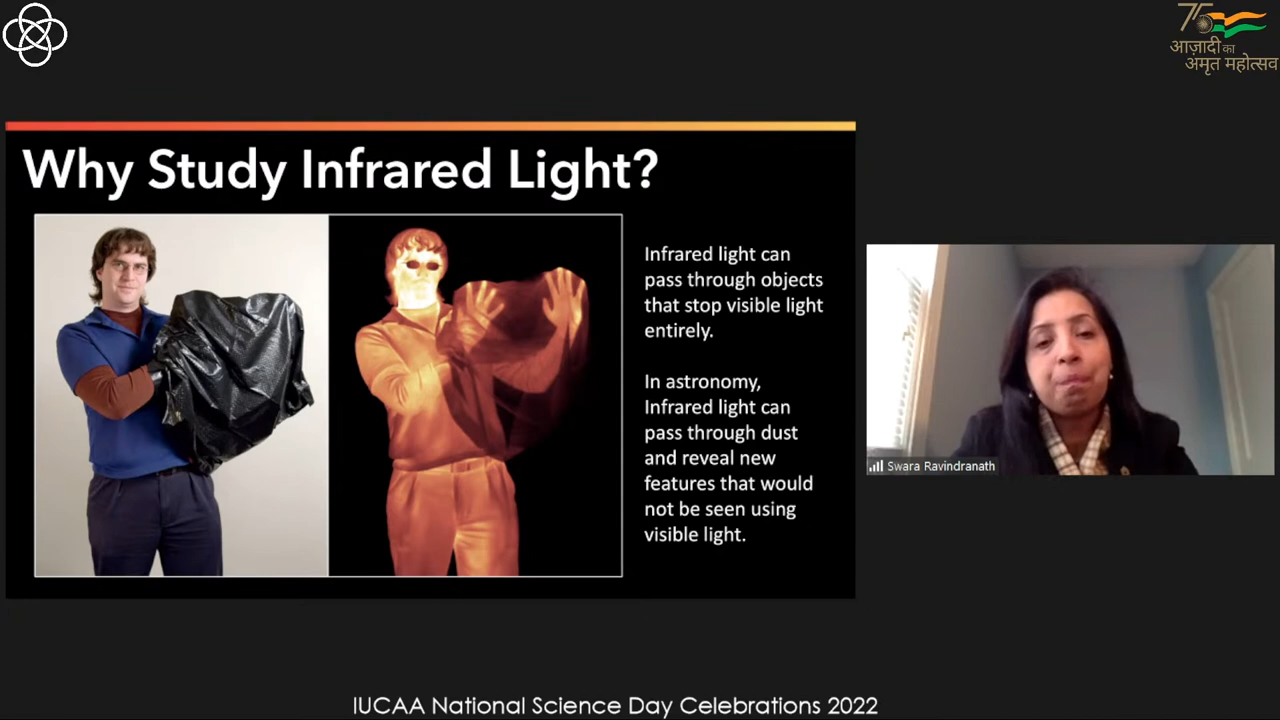 75
आज़ादी का
अमृत महोत्सव
Why Study Infrared Light?
Infrared light can
pass through objects
that stop visible light
entirely.
In astronomy,
Infrared light can
pass through dust
and reveal new
features that would
not be seen using
visible light.
Swara Ravindranath
IUCAA National Science Day Celebrations 2022